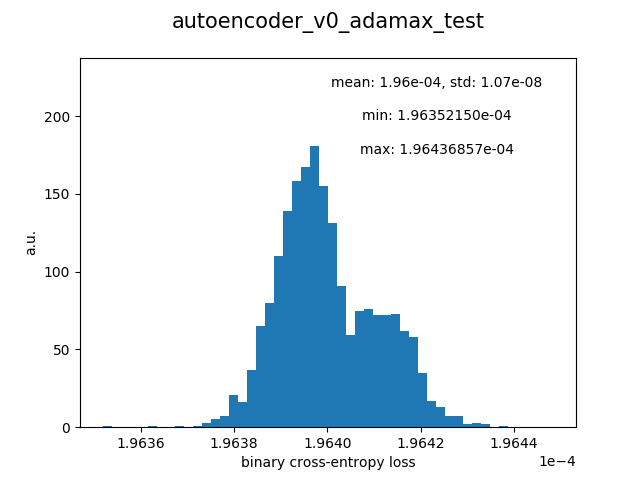 autoencoder_v0_adamax_test
mean: 1.96e-04, std: 1.07e-08
min: 1.96352150e-04
max: 1.96436857e-04
200
150
100
50
0
a.u.
1.9636 1.9638 1.9640 1.9642 1.9644
binary cross-entropy loss
1e−4